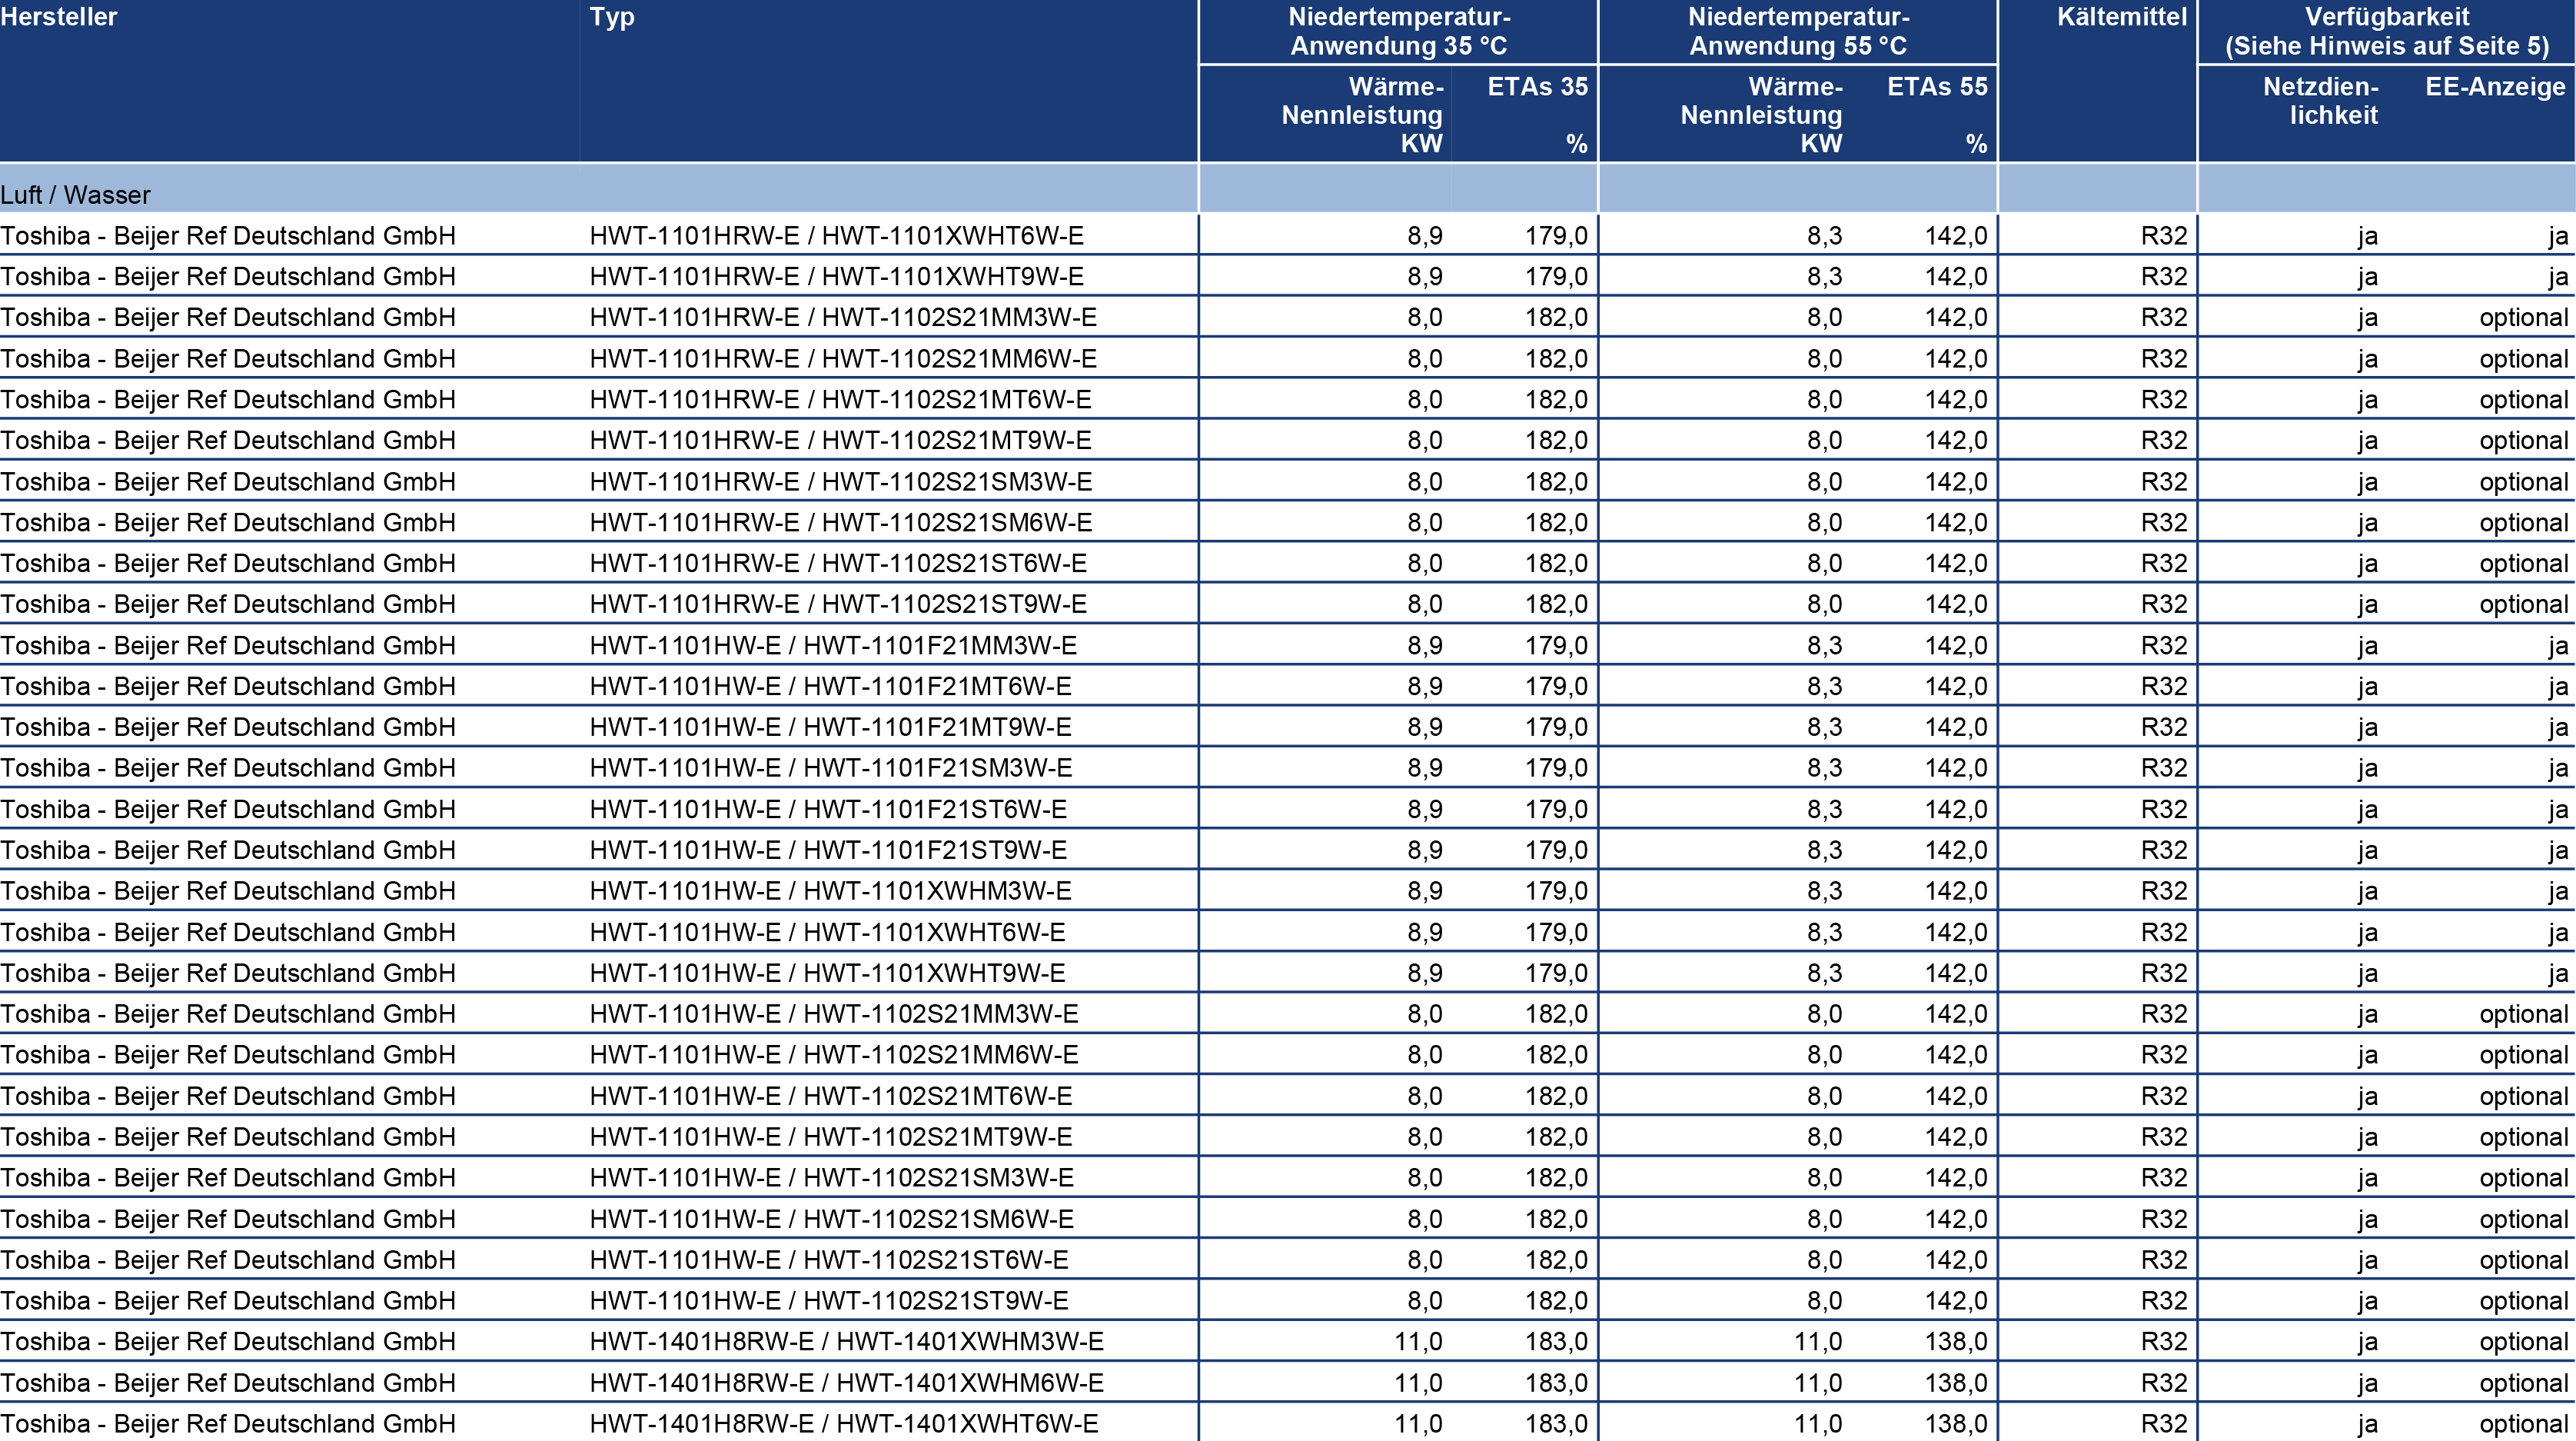 Hersteller Typ Niedertemperatur- Niedertemperatur- Kältemittel Verfügbarkeit
Anwendung 35 °C Anwendung 55 °C (Siehe Hinweis auf Seite 5)
Wärme- ETAs 35 Wärme- ETAs 55 Netzdien- EE-Anzeige
Nennleistung Nennleistung lichkeit
KW % KW %
Luft / Wasser
Toshiba - Beijer Ref Deutschland GmbH HWT-1101HRW-E / HWT-1101XWHT6W-E 8,9 179,0 8,3 142,0 R32 ja ja
Toshiba - Beijer Ref Deutschland GmbH HWT-1101HRW-E / HWT-1101XWHT9W-E 8,9 179,0 8,3 142,0 R32 ja ja
Toshiba - Beijer Ref Deutschland GmbH HWT-1101HRW-E / HWT-1102S21MM3W-E 8,0 182,0 8,0 142,0 R32 ja optional
Toshiba - Beijer Ref Deutschland GmbH HWT-1101HRW-E / HWT-1102S21MM6W-E 8,0 182,0 8,0 142,0 R32 ja optional
Toshiba - Beijer Ref Deutschland GmbH HWT-1101HRW-E / HWT-1102S21MT6W-E 8,0 182,0 8,0 142,0 R32 ja optional
Toshiba - Beijer Ref Deutschland GmbH HWT-1101HRW-E / HWT-1102S21MT9W-E 8,0 182,0 8,0 142,0 R32 ja optional
Toshiba - Beijer Ref Deutschland GmbH HWT-1101HRW-E / HWT-1102S21SM3W-E 8,0 182,0 8,0 142,0 R32 ja optional
Toshiba - Beijer Ref Deutschland GmbH HWT-1101HRW-E / HWT-1102S21SM6W-E 8,0 182,0 8,0 142,0 R32 ja optional
Toshiba - Beijer Ref Deutschland GmbH HWT-1101HRW-E / HWT-1102S21ST6W-E 8,0 182,0 8,0 142,0 R32 ja optional
Toshiba - Beijer Ref Deutschland GmbH HWT-1101HRW-E / HWT-1102S21ST9W-E 8,0 182,0 8,0 142,0 R32 ja optional
Toshiba - Beijer Ref Deutschland GmbH HWT-1101HW-E / HWT-1101F21MM3W-E 8,9 179,0 8,3 142,0 R32 ja ja
Toshiba - Beijer Ref Deutschland GmbH HWT-1101HW-E / HWT-1101F21MT6W-E 8,9 179,0 8,3 142,0 R32 ja ja
Toshiba - Beijer Ref Deutschland GmbH HWT-1101HW-E / HWT-1101F21MT9W-E 8,9 179,0 8,3 142,0 R32 ja ja
Toshiba - Beijer Ref Deutschland GmbH HWT-1101HW-E / HWT-1101F21SM3W-E 8,9 179,0 8,3 142,0 R32 ja ja
Toshiba - Beijer Ref Deutschland GmbH HWT-1101HW-E / HWT-1101F21ST6W-E 8,9 179,0 8,3 142,0 R32 ja ja
Toshiba - Beijer Ref Deutschland GmbH HWT-1101HW-E / HWT-1101F21ST9W-E 8,9 179,0 8,3 142,0 R32 ja ja
Toshiba - Beijer Ref Deutschland GmbH HWT-1101HW-E / HWT-1101XWHM3W-E 8,9 179,0 8,3 142,0 R32 ja ja
Toshiba - Beijer Ref Deutschland GmbH HWT-1101HW-E / HWT-1101XWHT6W-E 8,9 179,0 8,3 142,0 R32 ja ja
Toshiba - Beijer Ref Deutschland GmbH HWT-1101HW-E / HWT-1101XWHT9W-E 8,9 179,0 8,3 142,0 R32 ja ja
Toshiba - Beijer Ref Deutschland GmbH HWT-1101HW-E / HWT-1102S21MM3W-E 8,0 182,0 8,0 142,0 R32 ja optional
Toshiba - Beijer Ref Deutschland GmbH HWT-1101HW-E / HWT-1102S21MM6W-E 8,0 182,0 8,0 142,0 R32 ja optional
Toshiba - Beijer Ref Deutschland GmbH HWT-1101HW-E / HWT-1102S21MT6W-E 8,0 182,0 8,0 142,0 R32 ja optional
Toshiba - Beijer Ref Deutschland GmbH HWT-1101HW-E / HWT-1102S21MT9W-E 8,0 182,0 8,0 142,0 R32 ja optional
Toshiba - Beijer Ref Deutschland GmbH HWT-1101HW-E / HWT-1102S21SM3W-E 8,0 182,0 8,0 142,0 R32 ja optional
Toshiba - Beijer Ref Deutschland GmbH HWT-1101HW-E / HWT-1102S21SM6W-E 8,0 182,0 8,0 142,0 R32 ja optional
Toshiba - Beijer Ref Deutschland GmbH HWT-1101HW-E / HWT-1102S21ST6W-E 8,0 182,0 8,0 142,0 R32 ja optional
Toshiba - Beijer Ref Deutschland GmbH HWT-1101HW-E / HWT-1102S21ST9W-E 8,0 182,0 8,0 142,0 R32 ja optional
Toshiba - Beijer Ref Deutschland GmbH HWT-1401H8RW-E / HWT-1401XWHM3W-E 11,0 183,0 11,0 138,0 R32 ja optional
Toshiba - Beijer Ref Deutschland GmbH HWT-1401H8RW-E / HWT-1401XWHM6W-E 11,0 183,0 11,0 138,0 R32 ja optional
Toshiba - Beijer Ref Deutschland GmbH HWT-1401H8RW-E / HWT-1401XWHT6W-E 11,0 183,0 11,0 138,0 R32 ja optional